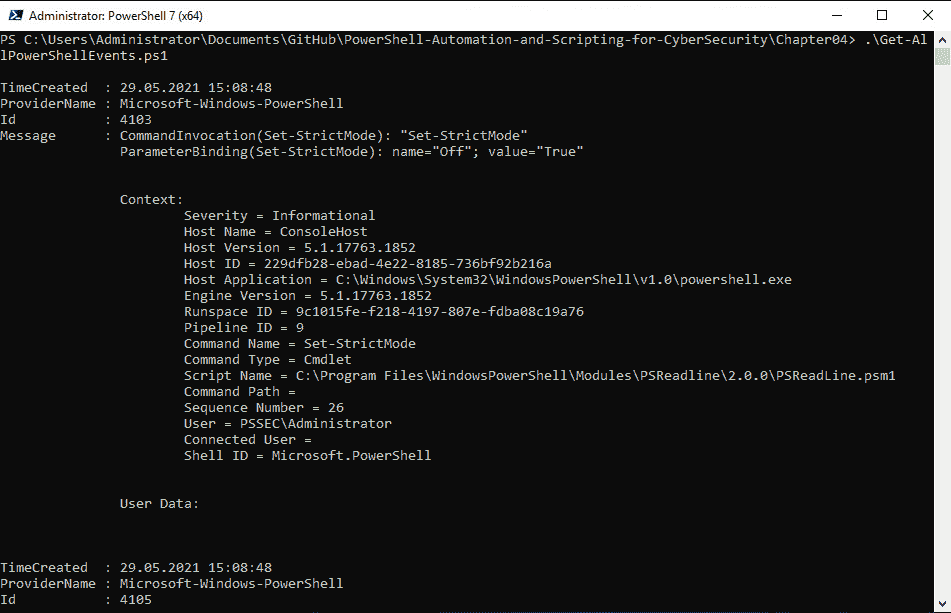 Administrator: PowerShell 7 (x64)
PS C:\Users\Administrator\Documents\GitHub\PowerShell-Automation-and-Scripting-for-CyberSecurity\Chapter04> .\Get-Al
lPowerShellEvents.ps1
TimeCreated  : 29.05.2021 15:08:48
ProviderName : Microsoft-Windows-PowerShell
Id           : 4103
Message      : CommandInvocation(Set-StrictMode): "Set-StrictMode"
               ParameterBinding(Set-StrictMode): name="Off"; value="True"
               Context:
                       Severity = Informational
                       Host Name = ConsoleHost
                       Host Version = 5.1.17763.1852
                       Host ID = 229dfb28-ebad-4e22-8185-736bf92b216a
                       Host Application = C:\Windows\System32\WindowsPowerShell\v1.0\powershell.exe
                       Engine Version = 5.1.17763.1852
                       Runspace ID = 9c1015fe-f218-4197-807e-fdba08c19a76
                       Pipeline ID = 9
                       Command Name = Set-StrictMode
                       Command Type = Cmdlet
                       Script Name = C:\Program Files\WindowsPowerShell\Modules\PSReadline\2.0.0\PSReadLine.psm1
                       Command Path =
                       Sequence Number = 26
                       User = PSSEC\Administrator
                       Connected User =
                       Shell ID = Microsoft.PowerShell
               User Data:
TimeCreated  : 29.05.2021 15:08:48
ProviderName : Microsoft-Windows-PowerShell
Id           : 4105